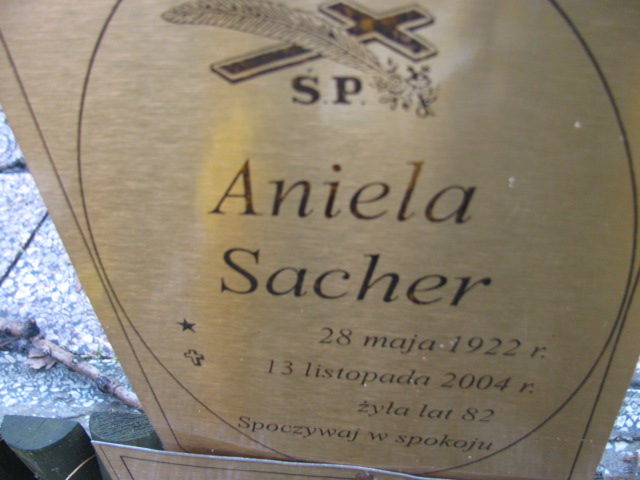 Ś.P.
Aniela
Sacher
28 maja 1922 r.
13 listopada 2004 r.
żyła lat 82
Spoczywaj w spokoju